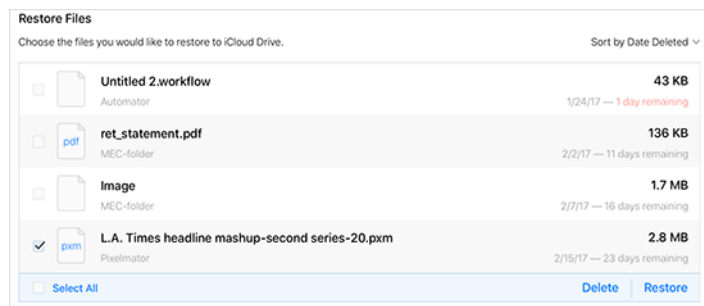 Restore Files
Choose the files you would like to restore to iCloud Drive.
Sort by Date Deleted
Untitled 2.workflow
43 KB
Automator
1/24/17 — 1 day remaining
pdf
ret_statement.pdf
136 KB
MEC-folder
2/2/17 — 11 days remaining
Image
1.7 MB
MEC-folder
2/7/17 — 16 days remaining
pxm
L.A. Times headline mashup-second series-20.pxm
2.8 MB
Pixelmator
2/15/17 — 23 days remaining
Select All
Delete
Restore